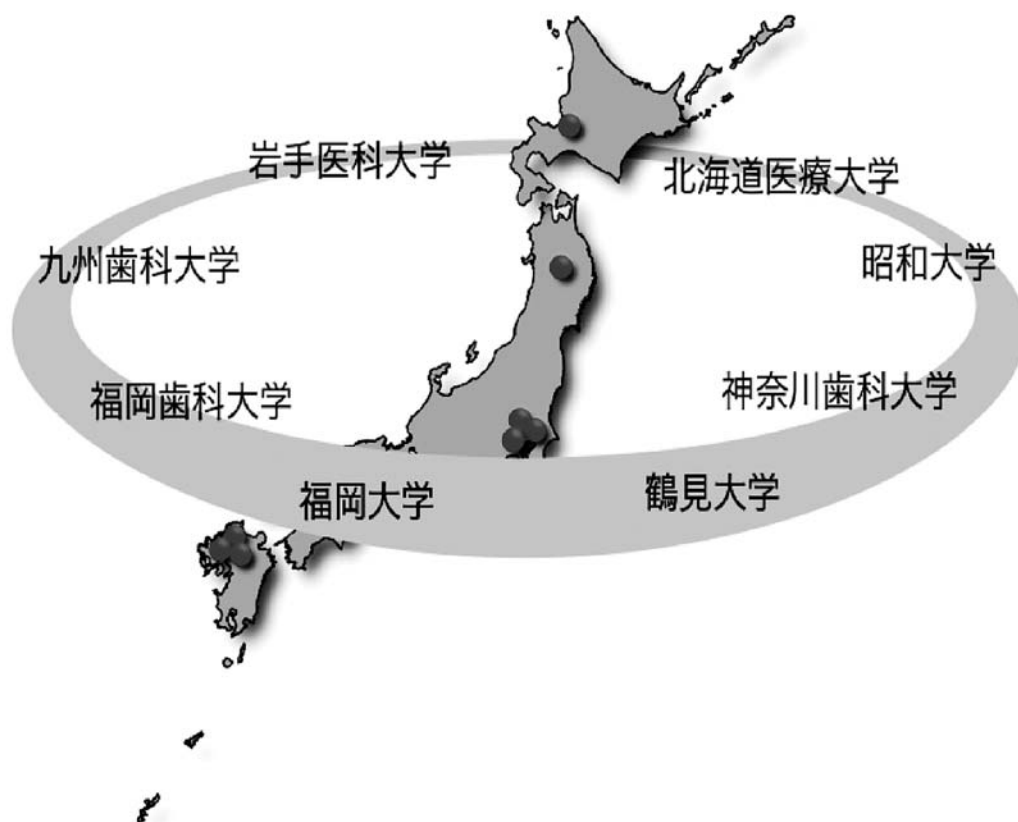 岩手医科大学
北海道医療大学
九州歯科大学
昭和大学
福岡歯科大学
神奈川歯科大学
福岡大学
鶴見大学